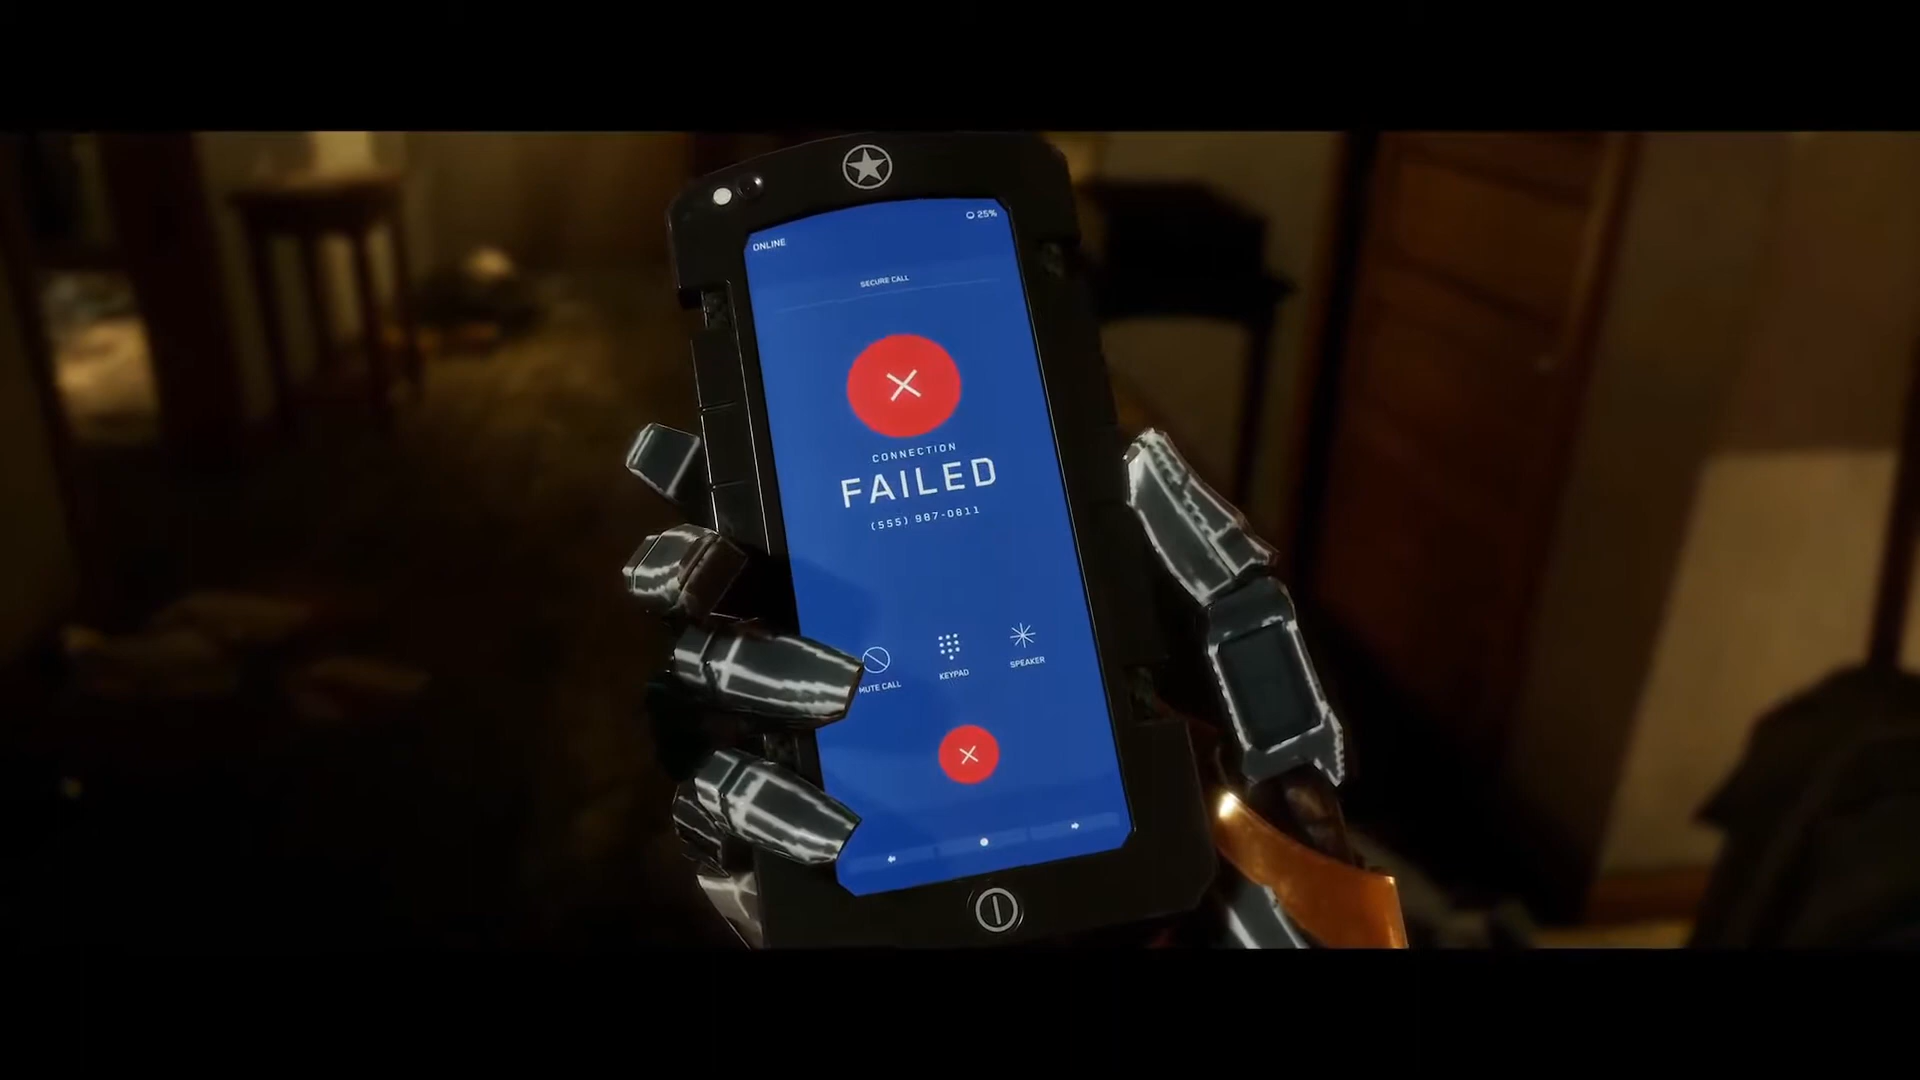 ONLINE
25%
SECURE CALL
CONNECTION
FAILED
(555) 987-0811
MUTE CALL
KEYPAD
SPEAKER